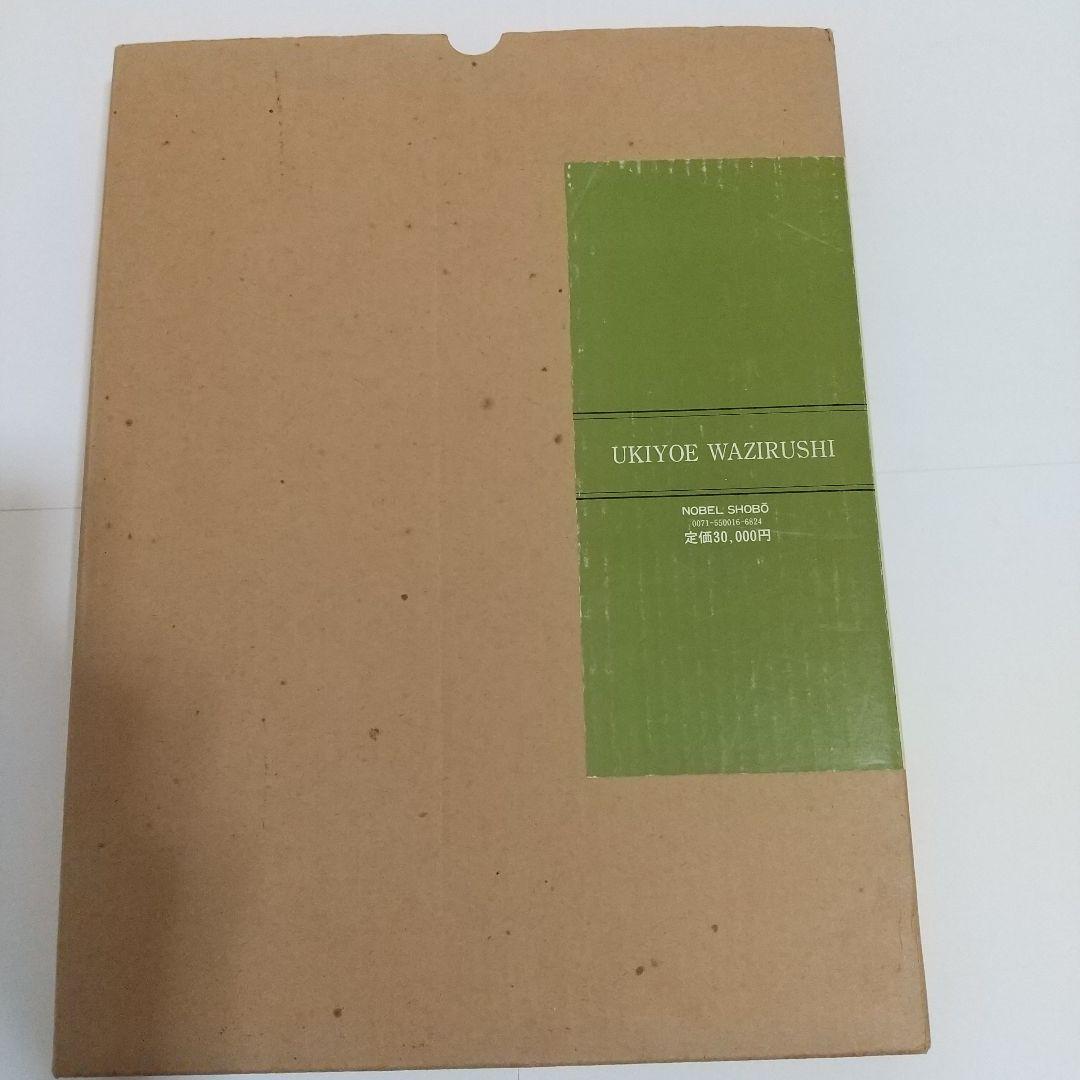 UKIYOE WAZIRUSHI
NOBEL SHOBŌ
0071-550016-6824
定価30,000円